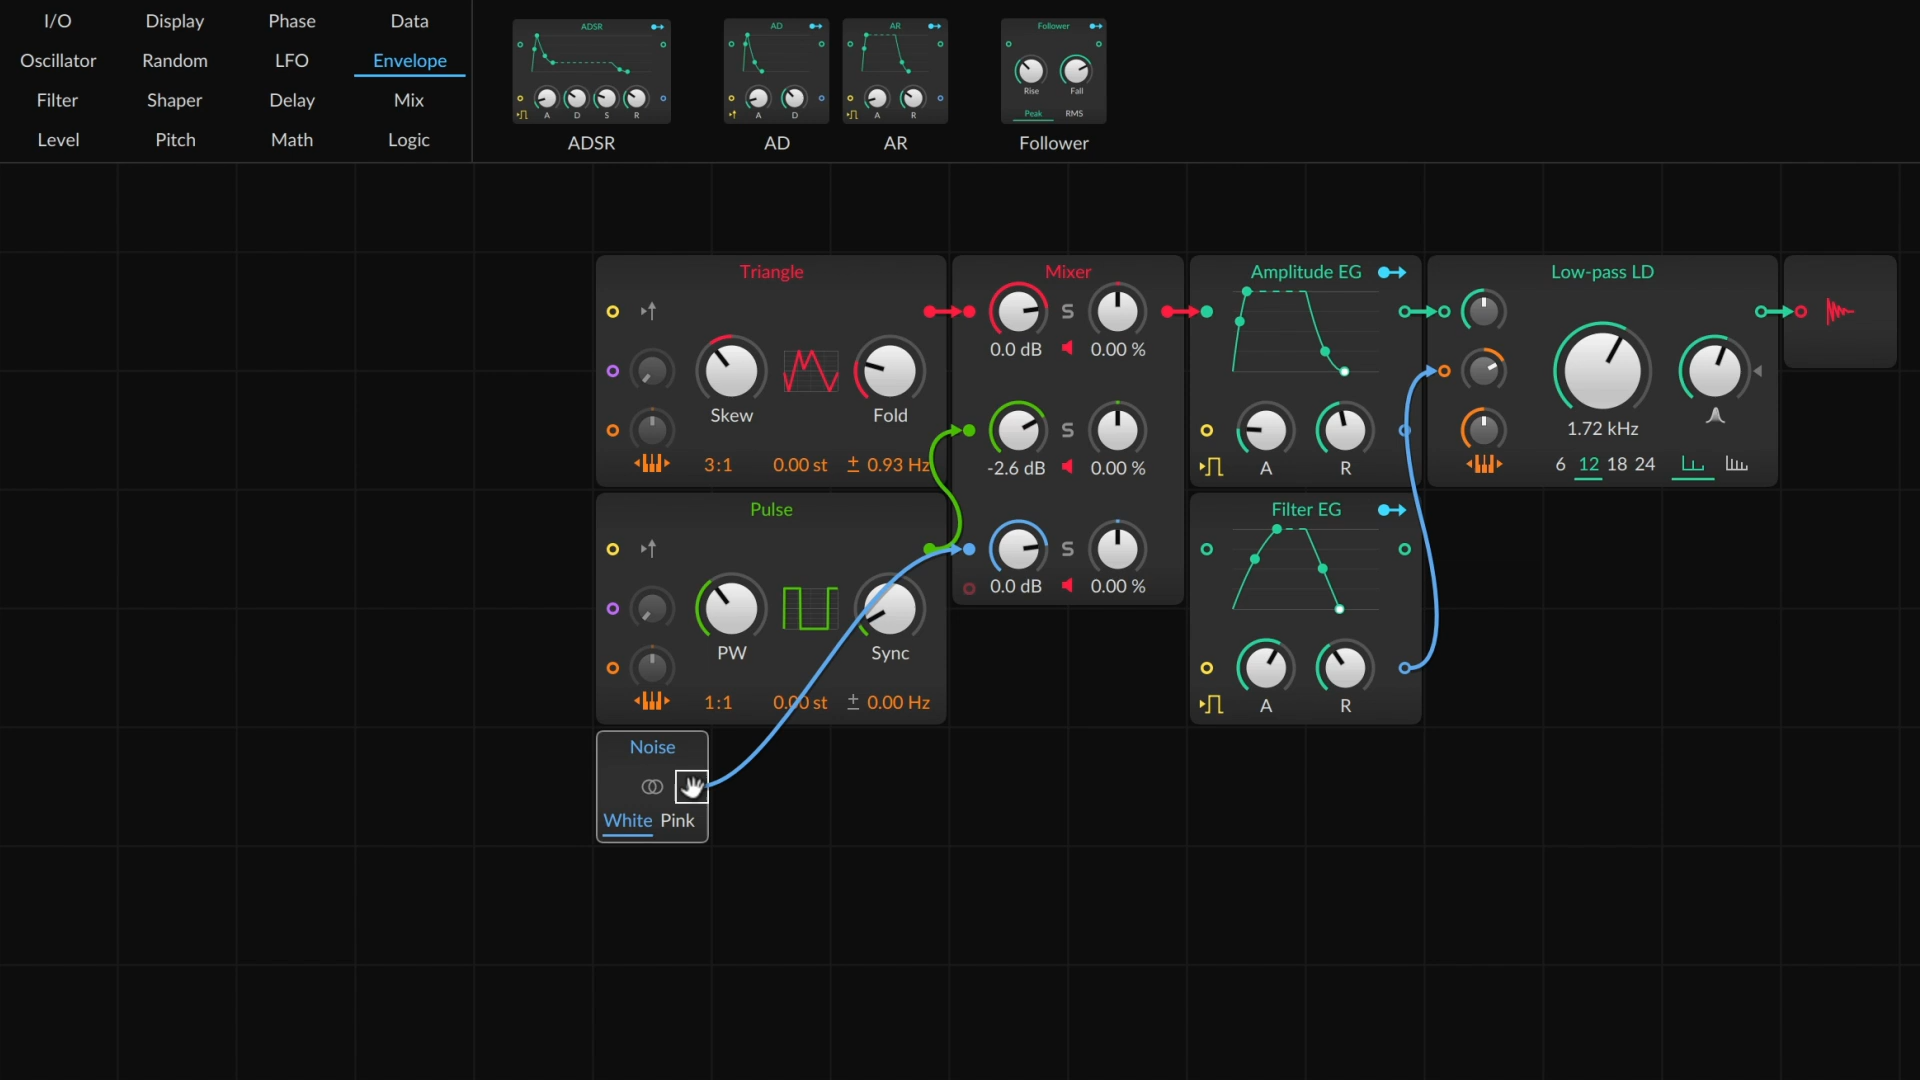 I/O Display Phase Data
Oscillator Random LFO Envelope
Filter Shaper Delay Mix
Level Pitch Math Logic
ADSR
A D S R
ADSR
AD
A D
AD
AR
A R
AR
Follower
Rise Fall
Peak RMS
Follower
Triangle
Skew Fold
3:1 0.00 st ± 0.93 Hz
Pulse
PW Sync
1:1 0.00 st ± 0.00 Hz
Noise
White Pink
Mixer
S
0.0 dB 0.00 %
S
-2.6 dB 0.00 %
S
0.0 dB 0.00 %
Amplitude EG
A R
Filter EG
A R
Low-pass LD
1.72 kHz
6 12 18 24